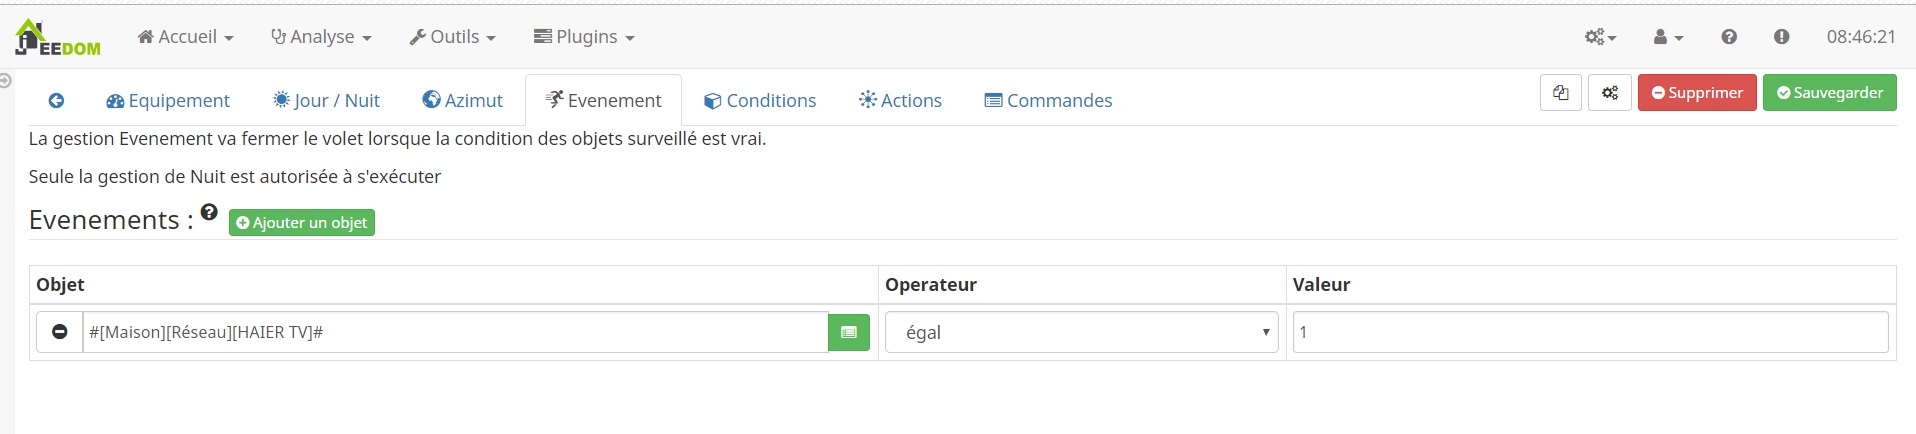 JEEDOM Accueil Analyse Outils Plugins 08:46:21
Equipement Jour / Nuit Azimut Evenement Conditions Actions Commandes Supprimer Sauvegarder
La gestion Evenement va fermer le volet lorsque la condition des objets surveillé est vrai.
Seule la gestion de Nuit est autorisée à s'exécuter
Evenements : Ajouter un objet
Objet Operateur Valeur
#[Maison][Réseau][HAIER TV]# égal 1